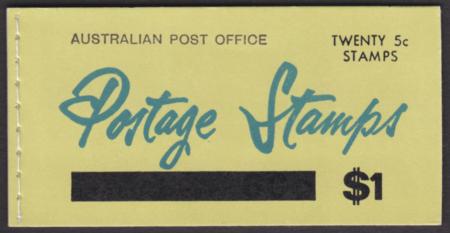 AUSTRALIAN POST OFFICE
TWENTY 5c
STAMPS
Postage Stamps
$1